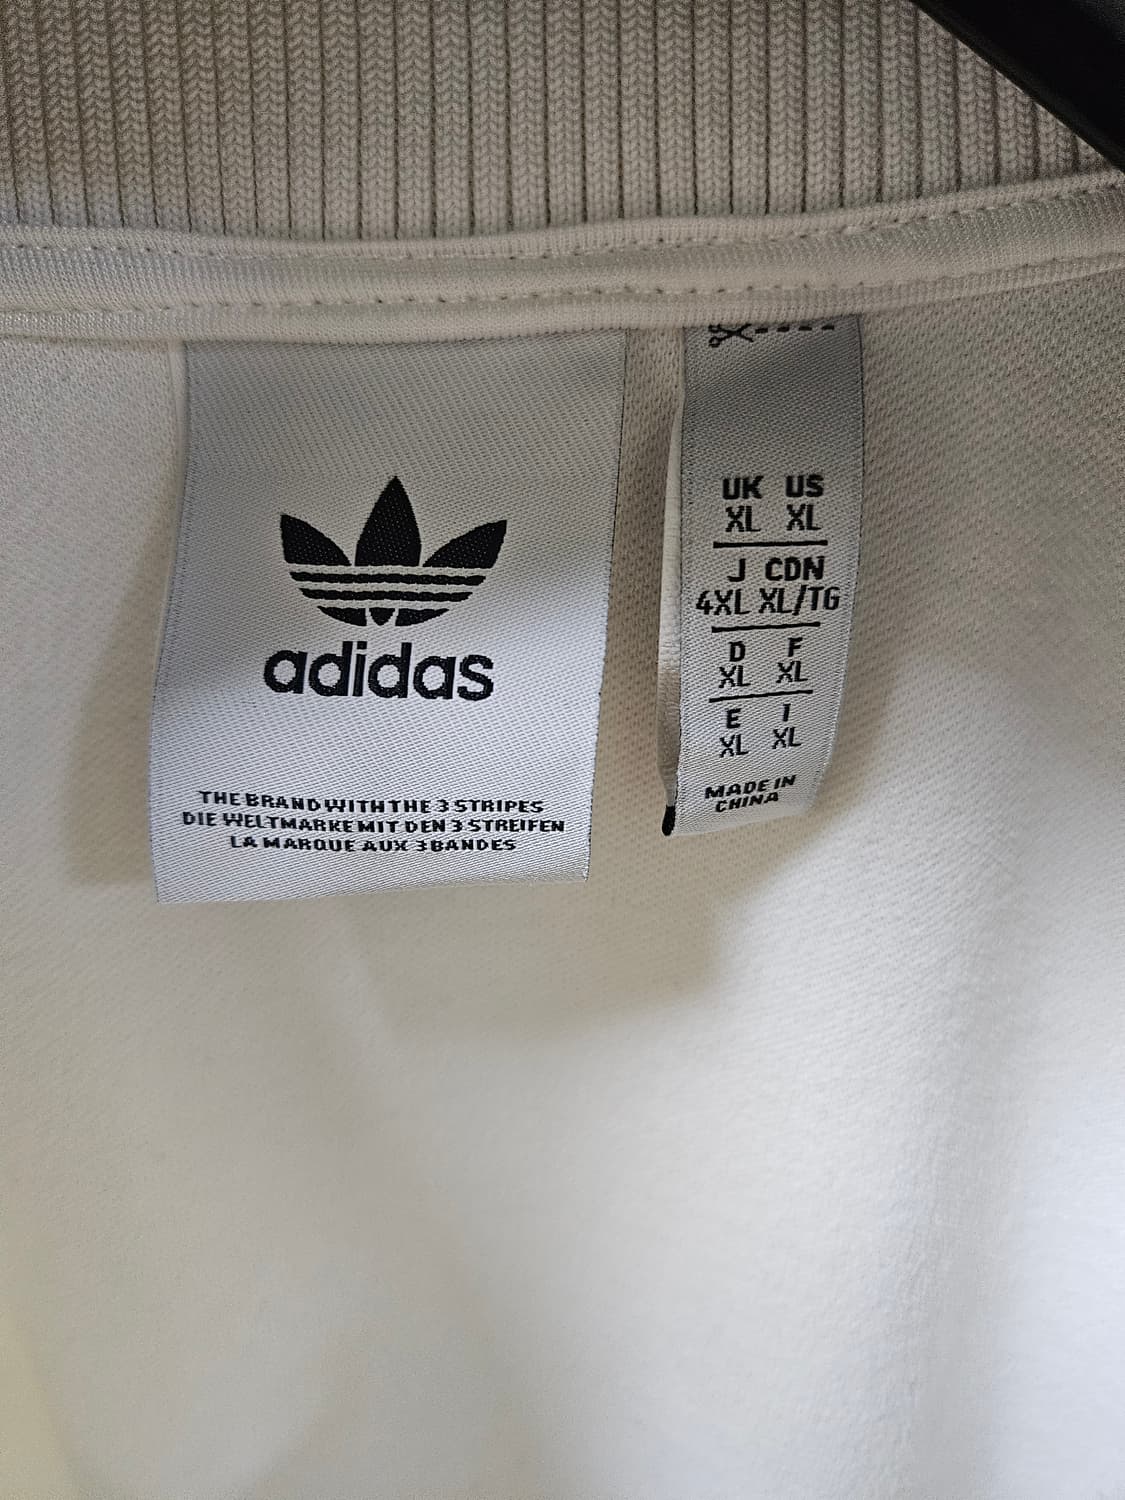 adidas
THE BRAND WITH THE 3 STRIPES
DIE WELTMARKE MIT DEN 3 STREIFEN
LA MARQUE AUX 3 BANDES
UK US
XL XL
J CDN
4XL XL/TG
D F
XL XL
E I
XL XL
MADE IN
CHINA